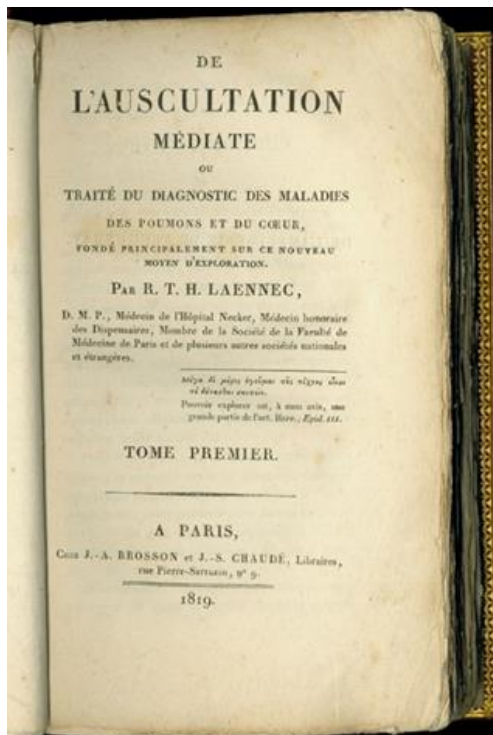 DE
L'AUSCULTATION
MÉDIATE
OU
TRAITÉ DU DIAGNOSTIC DES MALADIES
DES POUMONS ET DU CŒUR,
FONDÉ PRINCIPALEMENT SUR CE NOUVEAU
MOYEN D'EXPLORATION.
PAR R. T. H. LAENNEC,
D. M. P., Médecin de l'Hôpital Necker, Médecin honoraire
des Dispensaires, Membre de la Société de la Faculté de
Médecine de Paris et de plusieurs autres sociétés nationales
et étrangères.
Pouvoir explorer est, à mon avis, une
grande partie de l'art. HIPP., Epid. III.
TOME PREMIER.
A PARIS,
CHEZ J.-A. BROSSON et J.-S. CHAUDÉ, Libraires,
rue Pierre-Sarrazin, n° 9.
1819.